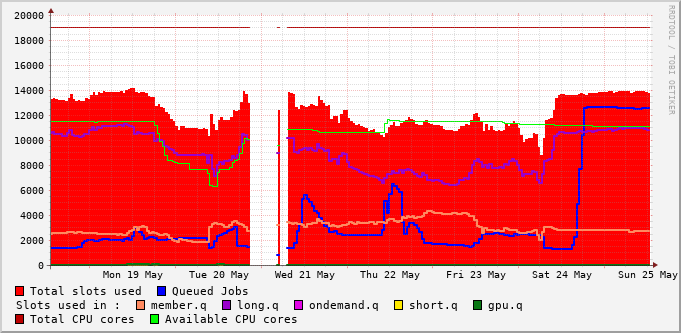 RRDTOOL / TOBI OETIKER
20000
18000
16000
14000
12000
10000
8000
6000
4000
2000
0
Mon 19 May Tue 20 May Wed 21 May Thu 22 May Fri 23 May Sat 24 May Sun 25 May
Total slots used Queued Jobs
Slots used in : member.q long.q ondemand.q short.q gpu.q
Total CPU cores Available CPU cores